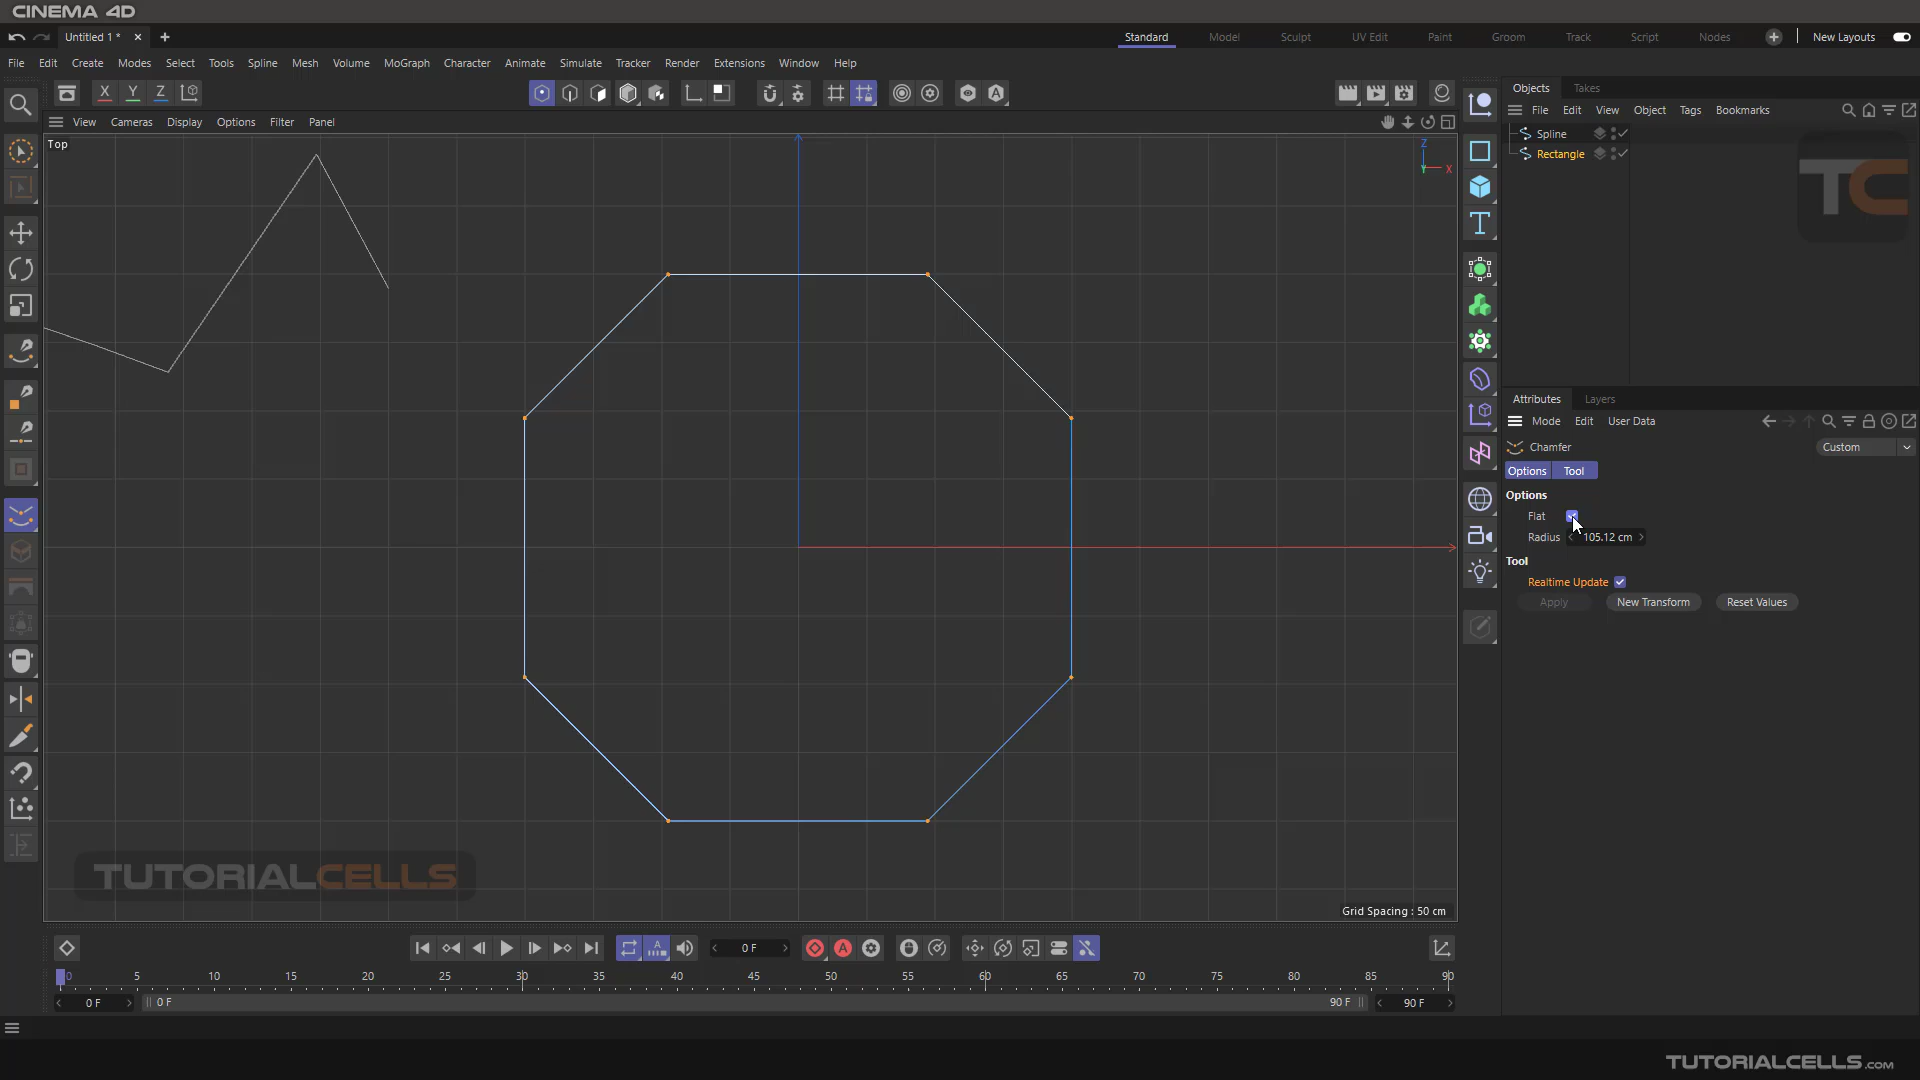 CINEMA 4D
Untitled 1 *
Standard
Model
Sculpt
UV Edit
Paint
Groom
Track
Script
Nodes
New Layouts
File Edit Create Modes Select Tools Spline Mesh Volume MoGraph Character Animate Simulate Tracker Render Extensions Window Help
X Y Z
Objects Takes
View Cameras Display Options Filter Panel
File Edit View Object Tags Bookmarks
Top
Spline
Rectangle
Z
Y X
TC
T
Attributes Layers
Mode Edit User Data
Chamfer
Custom
Options Tool
Options
Flat
Radius 105.12 cm
Tool
Realtime Update
Apply New Transform Reset Values
TUTORIALCELLS
Grid Spacing : 50 cm
0 F
0 5 10 15 20 25 30 35 40 45 50 55 60 65 70 75 80 85 90
0 F 0 F 90 F 90 F
TUTORIALCELLS.COM